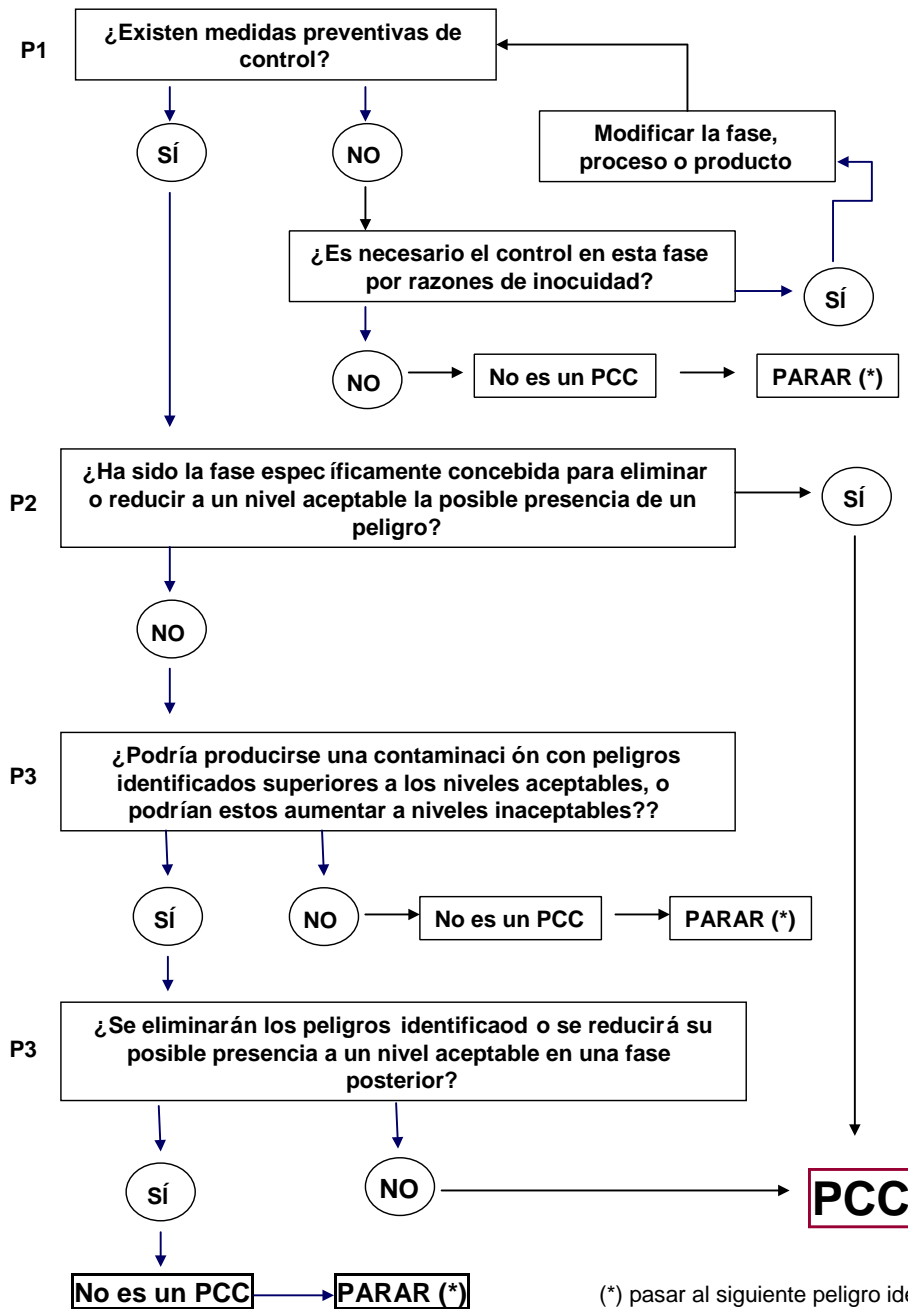 P1
¿Existen medidas preventivas de
control?
SÍ
NO
Modificar la fase,
proceso o producto
¿Es necesario el control en esta fase
por razones de inocuidad?
SÍ
NO
No es un PCC
PARAR (*)
P2
¿Ha sido la fase espec íficamente concebida para eliminar
o reducir a un nivel aceptable la posible presencia de un
peligro?
SÍ
NO
P3
¿Podría producirse una contaminaci ón con peligros
identificados superiores a los niveles aceptables, o
podrían estos aumentar a niveles inaceptables??
SÍ
NO
No es un PCC
PARAR (*)
P3
¿Se eliminarán los peligros identificaod o se reducirá su
posible presencia a un nivel aceptable en una fase
posterior?
SÍ
NO
PCC
No es un PCC
PARAR (*)
(*) pasar al siguiente peligro ide